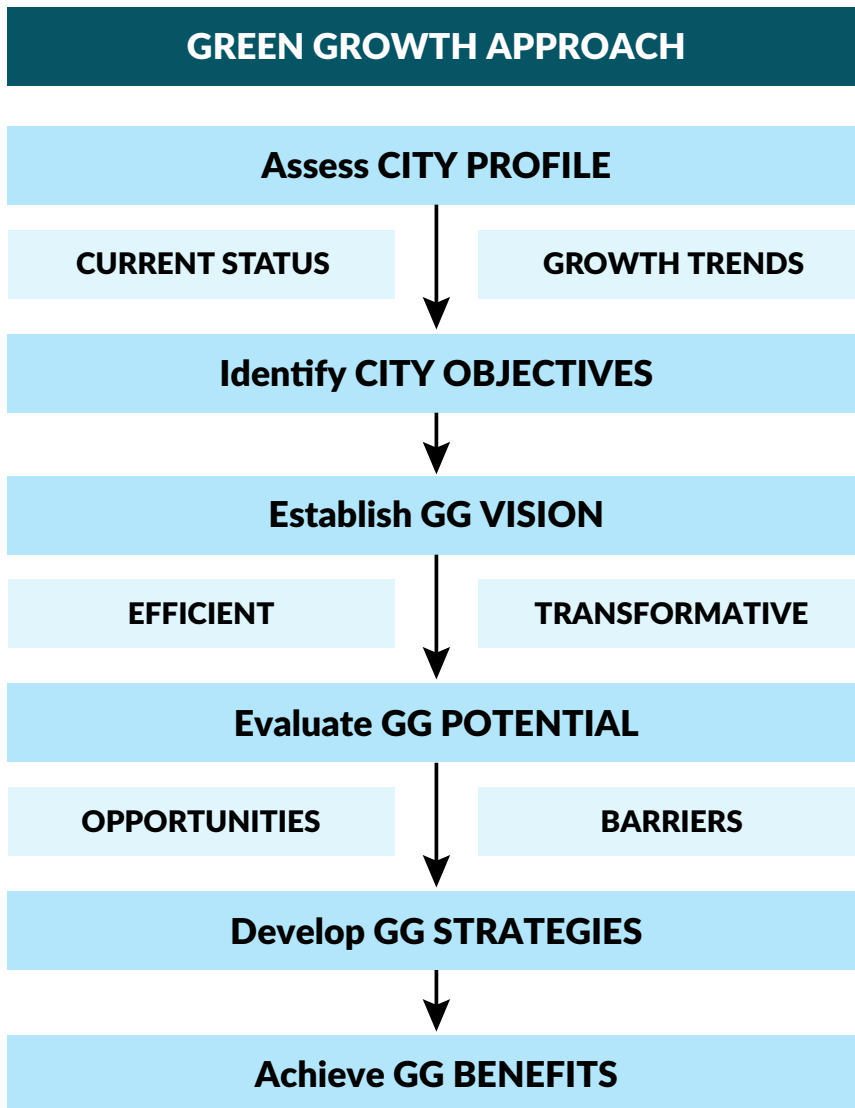 GREEN GROWTH APPROACH
Assess CITY PROFILE
CURRENT STATUS
GROWTH TRENDS
Identify CITY OBJECTIVES
Establish GG VISION
EFFICIENT
TRANSFORMATIVE
Evaluate GG POTENTIAL
OPPORTUNITIES
BARRIERS
Develop GG STRATEGIES
Achieve GG BENEFITS